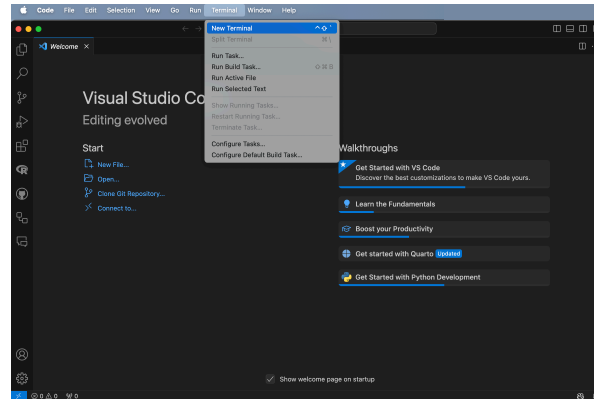 Code File Edit Selection View Go Run Terminal Window Help
New Terminal ⌃⇧`
Split Terminal ⌘\
Welcome ×
Run Task...
Run Build Task... ⇧⌘B
Run Active File
Run Selected Text
Show Running Tasks...
Restart Running Task...
Terminate Task...
Configure Tasks...
Configure Default Build Task...
Visual Studio Co
Editing evolved
Start
New File...
Open...
Clone Git Repository...
Connect to...
Walkthroughs
Get Started with VS Code
Discover the best customizations to make VS Code yours.
Learn the Fundamentals
Boost your Productivity
Get started with Quarto Updated
Get Started with Python Development
Show welcome page on startup
0 0 0